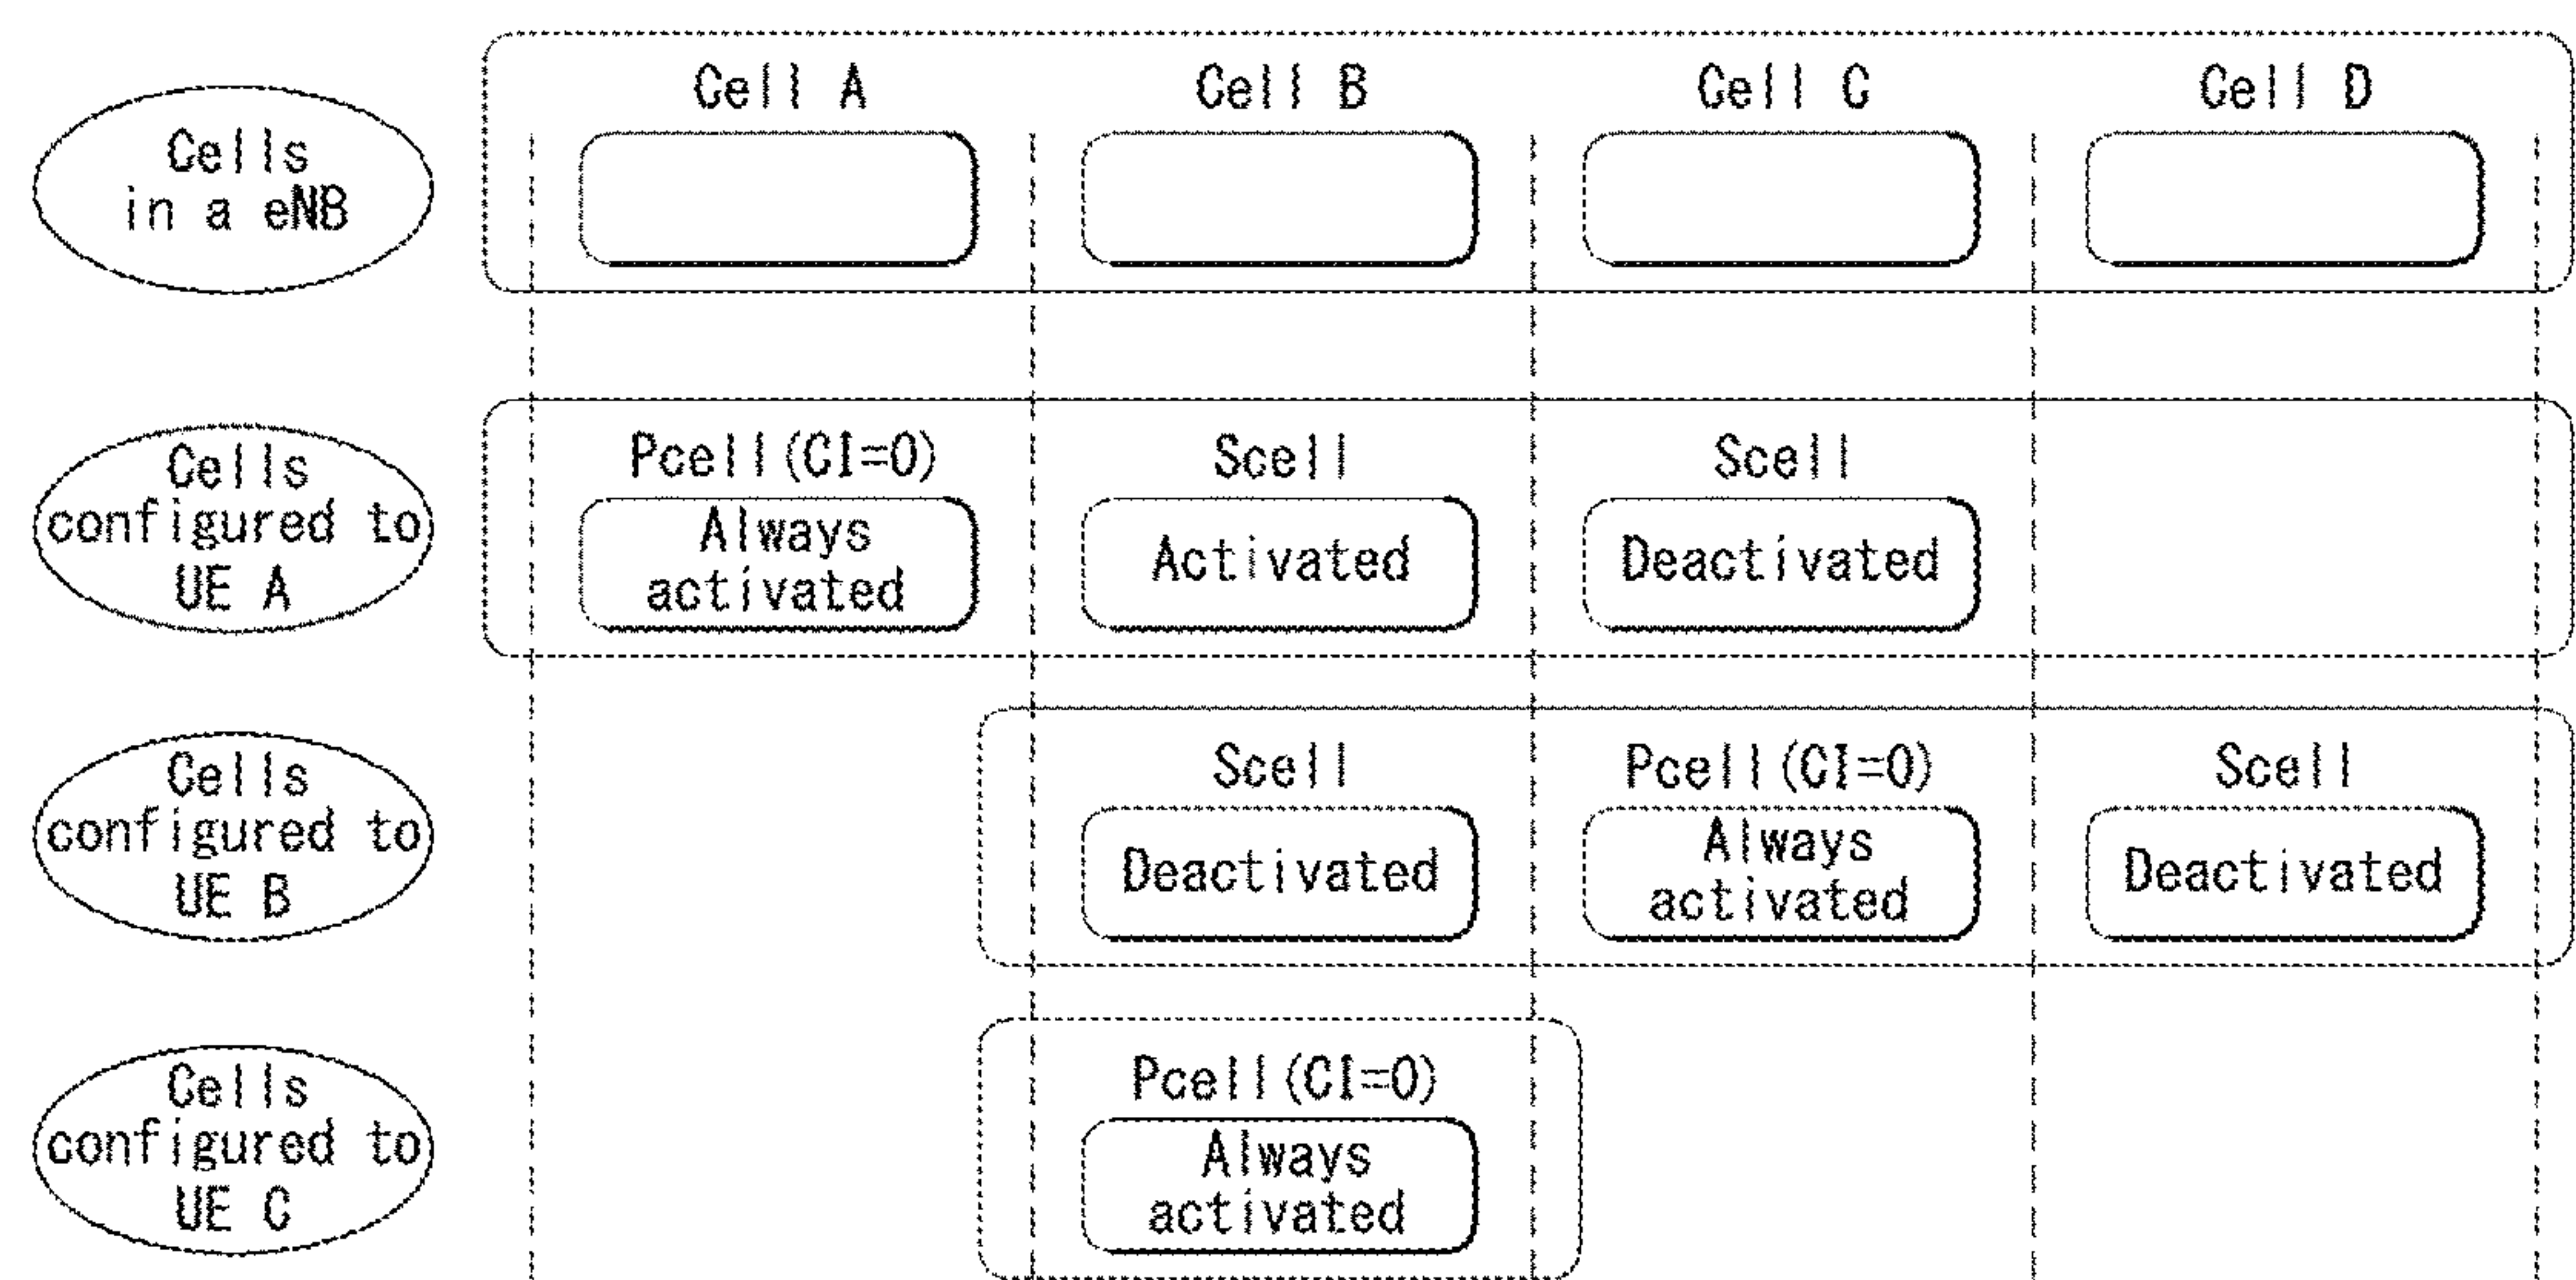 Cell A
Cell B
Cell C
Cell D
Cells
in a eNB
Cells
configured to
UE A
Pcell(CI=0)
Always
activated
Scell
Activated
Scell
Deactivated
Cells
configured to
UE B
Scell
Deactivated
Pcell(CI=0)
Always
activated
Scell
Deactivated
Cells
configured to
UE C
Pcell(CI=0)
Always
activated